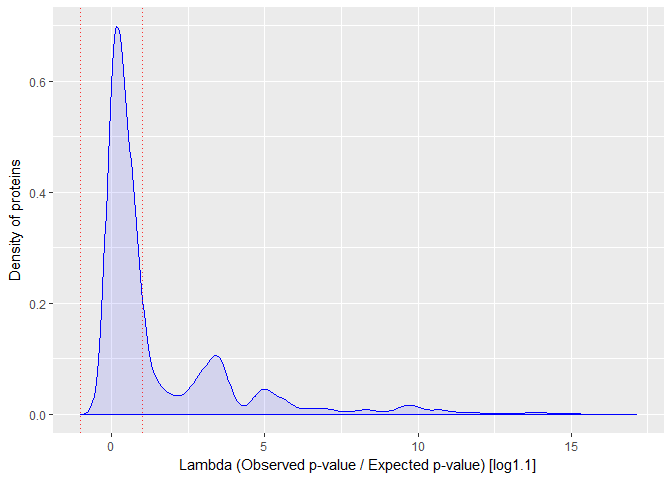 0.6
0.4
0.2
0.0
Density of proteins
0 5 10 15
Lambda (Observed p-value / Expected p-value) [log1.1]